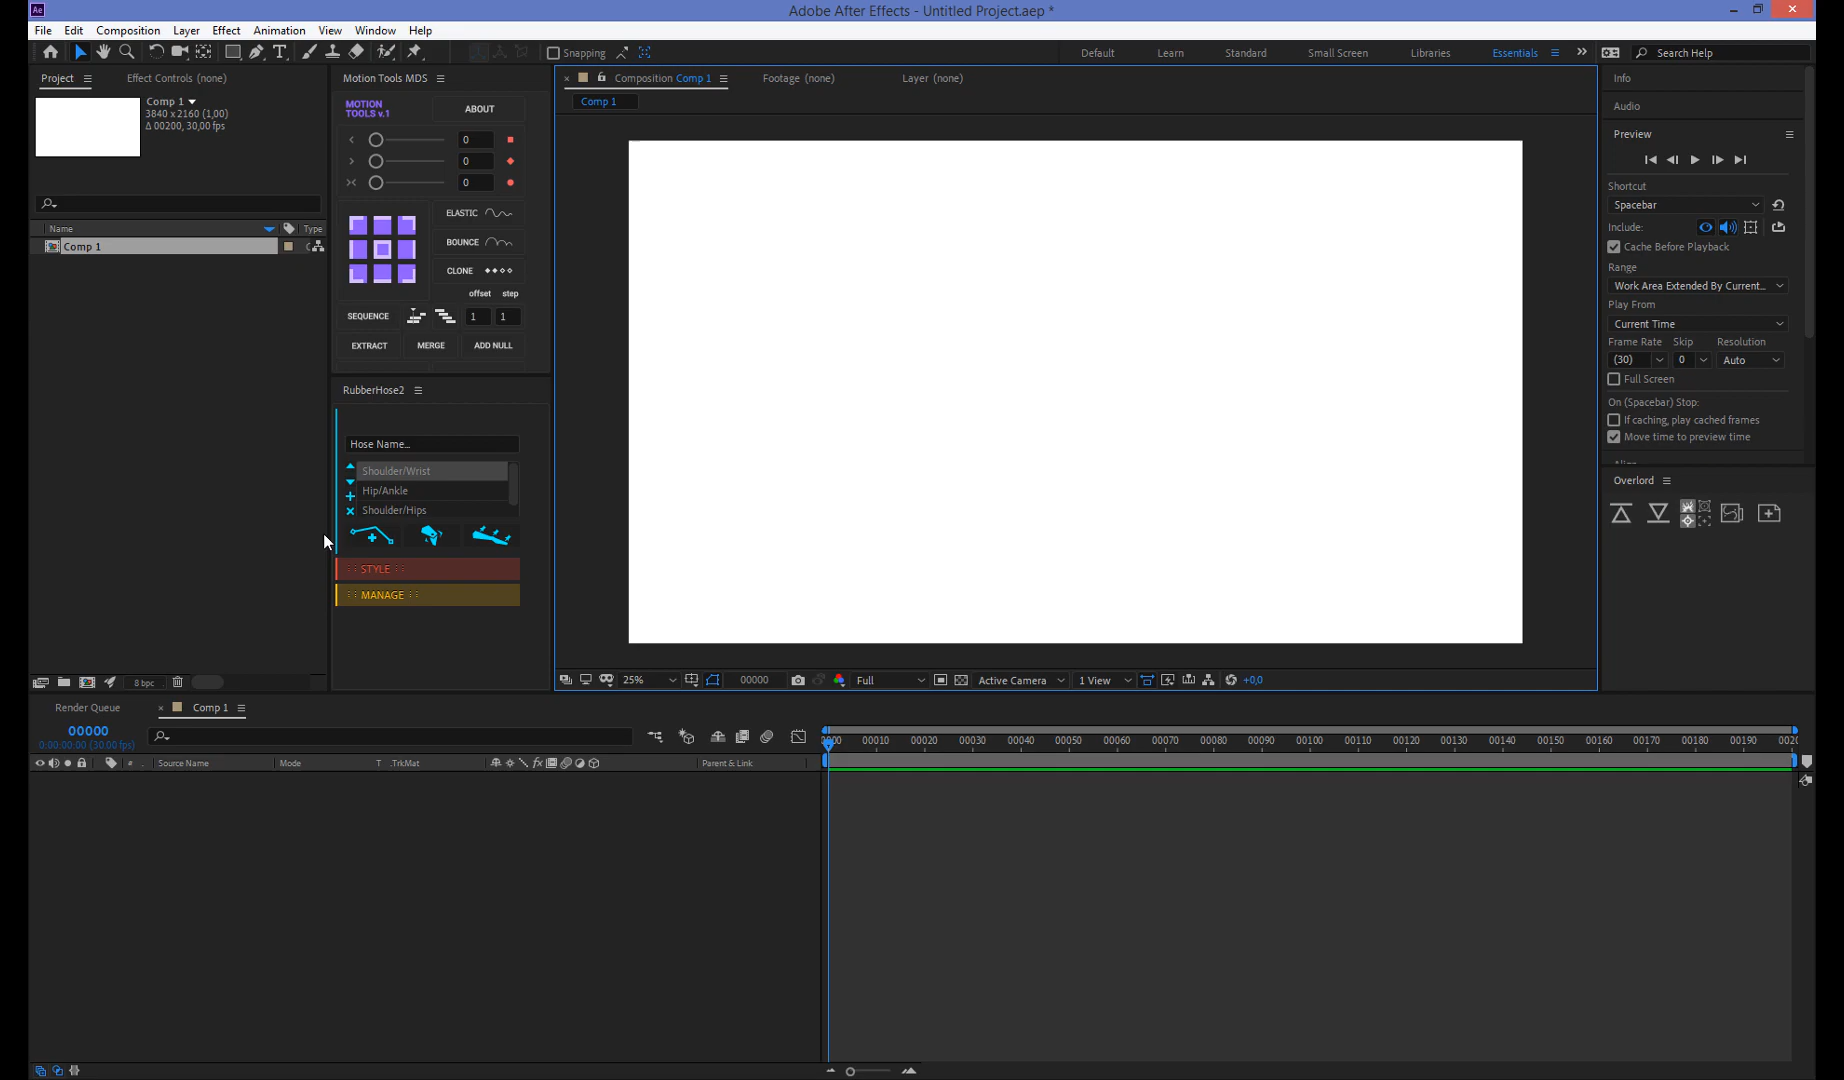 Ae
Adobe After Effects - Untitled Project.aep *
File Edit Composition Layer Effect Animation View Window Help
Snapping
Default Learn Standard Small Screen Libraries Essentials
Search Help
Project Effect Controls (none)
Comp 1
3840 x 2160 (1,00)
Δ 00200, 30,00 fps
Name Type
Comp 1
8 bpc
Motion Tools MDS
MOTION
TOOLS v.1
ABOUT
0
0
0
ELASTIC
BOUNCE
CLONE
offset step
SEQUENCE 1 1
EXTRACT MERGE ADD NULL
RubberHose2
Hose Name...
Shoulder/Wrist
Hip/Ankle
Shoulder/Hips
:: STYLE ::
:: MANAGE ::
Composition Comp 1 Footage (none) Layer (none)
Comp 1
25% 00000 Full Active Camera 1 View +0,0
Info
Audio
Preview
Shortcut
Spacebar
Include:
Cache Before Playback
Range
Work Area Extended By Current...
Play From
Current Time
Frame Rate Skip Resolution
(30) 0 Auto
Full Screen
On (Spacebar) Stop:
If caching, play cached frames
Move time to preview time
Overlord
Render Queue Comp 1
00000
0:00:00:00 (30.00 fps)
# Source Name Mode T .TrkMat fx Parent & Link
00010 00020 00030 00040 00050 00060 00070 00080 00090 00100 00110 00120 00130 00140 00150 00160 00170 00180 00190